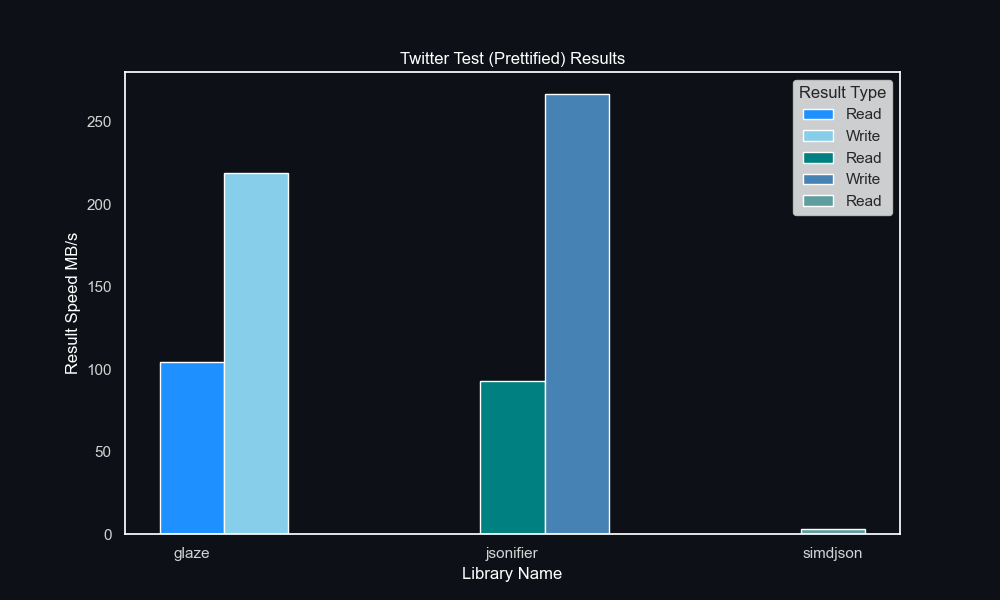 Twitter Test (Prettified) Results
Result Type
Read
Write
Read
Write
Read
Result Speed MB/s
250
200
150
100
50
0
glaze
jsonifier
simdjson
Library Name